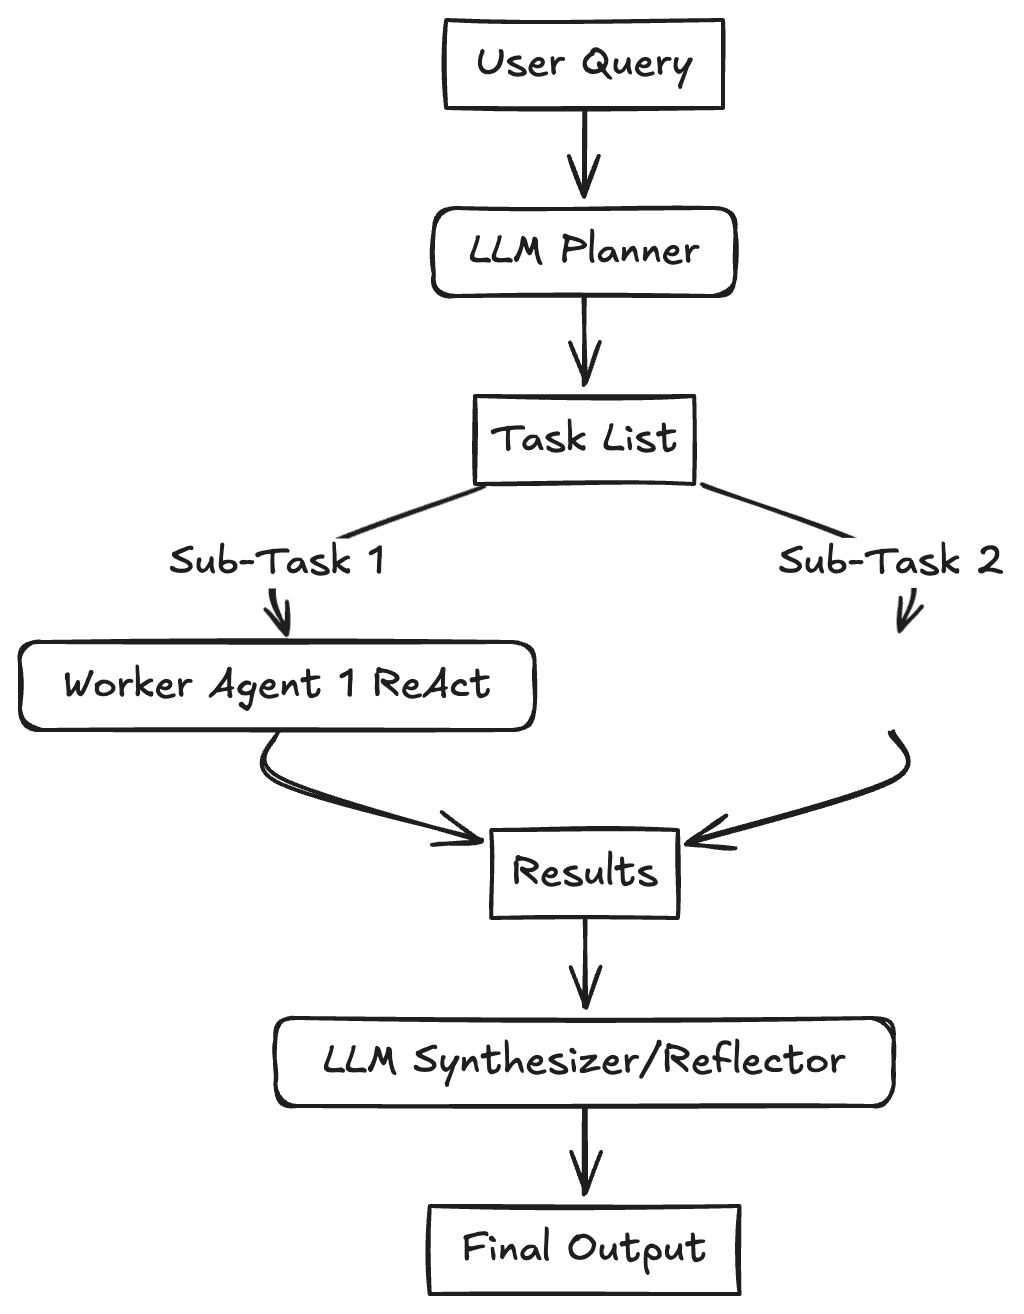 User Query
LLM Planner
Task List
Sub-Task 1
Sub-Task 2
Worker Agent 1 ReAct
Results
LLM Synthesizer/Reflector
Final Output